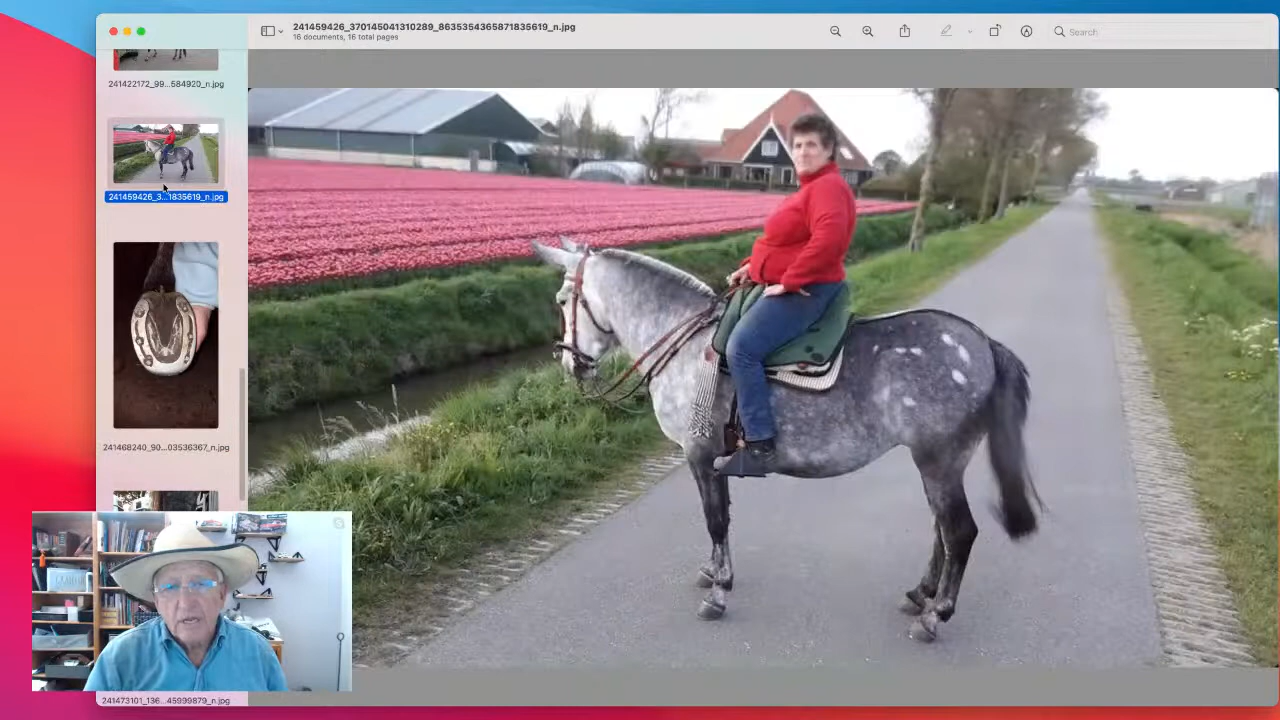 241459426_370145041310289_8635354365871835619_n.jpg
16 documents, 16 total pages
Search
241422172_99...584920_n.jpg
241459426_3...1835619_n.jpg
241468240_90...03536367_n.jpg
241473101_136...45999879_n.jpg